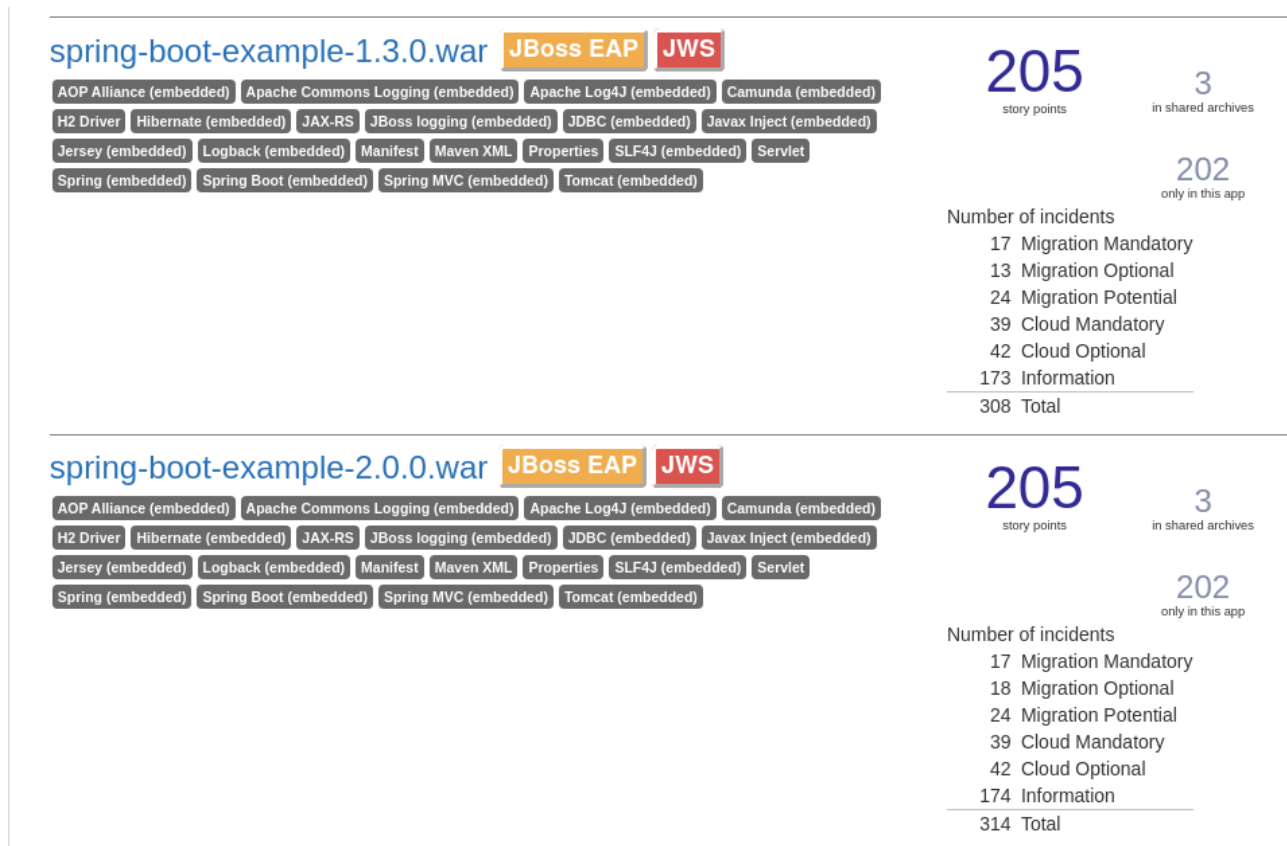 spring-boot-example-1.3.0.war JBoss EAP JWS
AOP Alliance (embedded) Apache Commons Logging (embedded) Apache Log4J (embedded) Camunda (embedded)
H2 Driver Hibernate (embedded) JAX-RS JBoss logging (embedded) JDBC (embedded) Javax Inject (embedded)
Jersey (embedded) Logback (embedded) Manifest Maven XML Properties SLF4J (embedded) Servlet
Spring (embedded) Spring Boot (embedded) Spring MVC (embedded) Tomcat (embedded)
205
story points
3
in shared archives
202
only in this app
Number of incidents
17 Migration Mandatory
13 Migration Optional
24 Migration Potential
39 Cloud Mandatory
42 Cloud Optional
173 Information
308 Total
spring-boot-example-2.0.0.war JBoss EAP JWS
AOP Alliance (embedded) Apache Commons Logging (embedded) Apache Log4J (embedded) Camunda (embedded)
H2 Driver Hibernate (embedded) JAX-RS JBoss logging (embedded) JDBC (embedded) Javax Inject (embedded)
Jersey (embedded) Logback (embedded) Manifest Maven XML Properties SLF4J (embedded) Servlet
Spring (embedded) Spring Boot (embedded) Spring MVC (embedded) Tomcat (embedded)
205
story points
3
in shared archives
202
only in this app
Number of incidents
17 Migration Mandatory
18 Migration Optional
24 Migration Potential
39 Cloud Mandatory
42 Cloud Optional
174 Information
314 Total